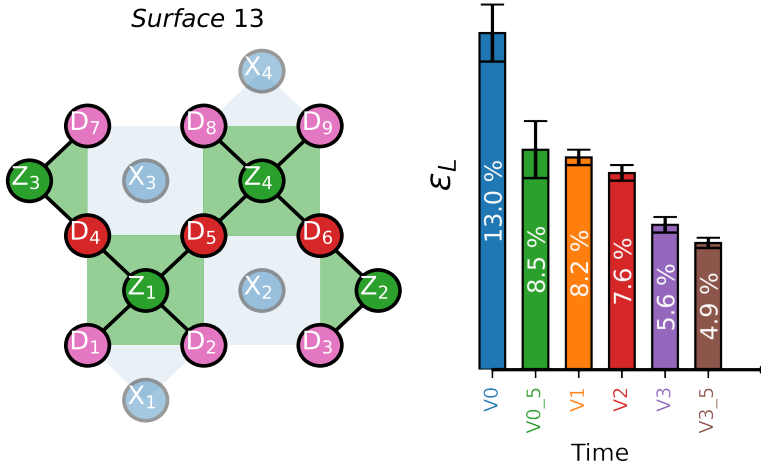 Surface 13
X₄
D₇
D₈
D₉
Z₃
X₃
Z₄
D₄
D₅
D₆
Z₁
X₂
Z₂
D₁
D₂
D₃
X₁
ε_L
13.0 %
8.5 %
8.2 %
7.6 %
5.6 %
4.9 %
V0
V0_5
V1
V2
V3
V3_5
Time